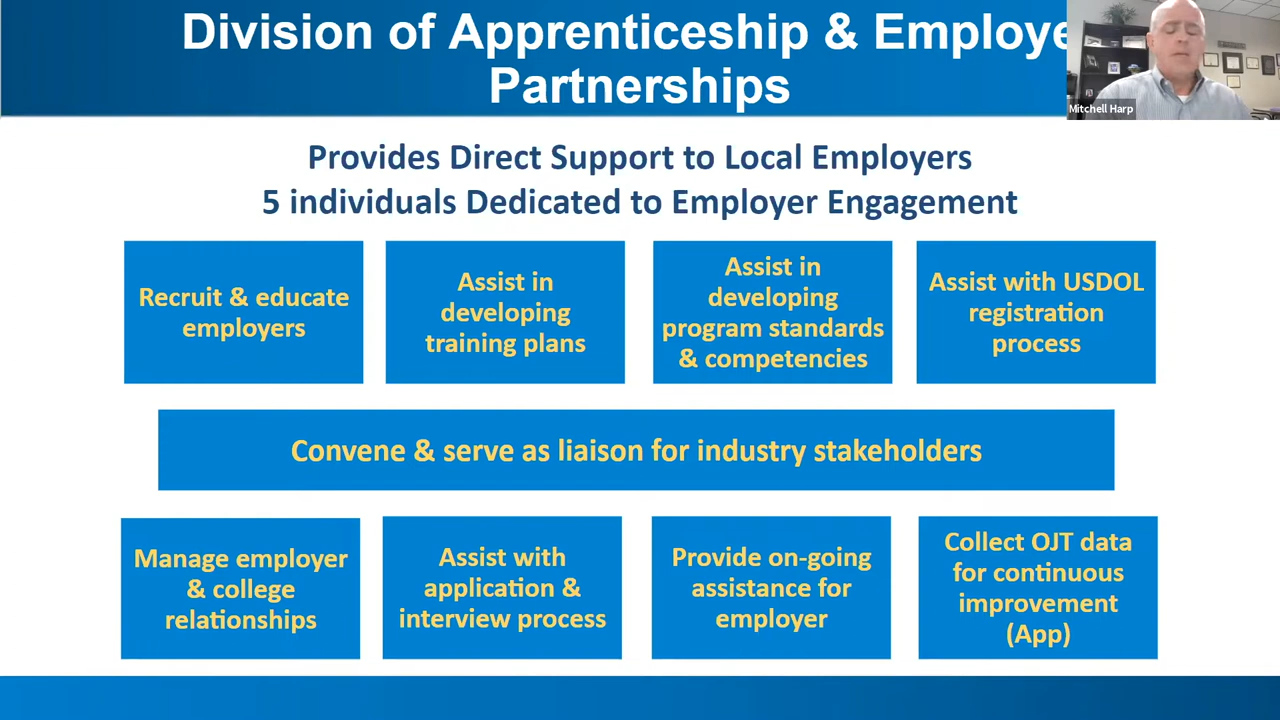 Division of Apprenticeship & Employe
Partnerships
Mitchell Harp
Provides Direct Support to Local Employers
5 individuals Dedicated to Employer Engagement
Recruit & educate
employers
Assist in
developing
training plans
Assist in
developing
program standards
& competencies
Assist with USDOL
registration
process
Convene & serve as liaison for industry stakeholders
Manage employer
& college
relationships
Assist with
application &
interview process
Provide on-going
assistance for
employer
Collect OJT data
for continuous
improvement
(App)